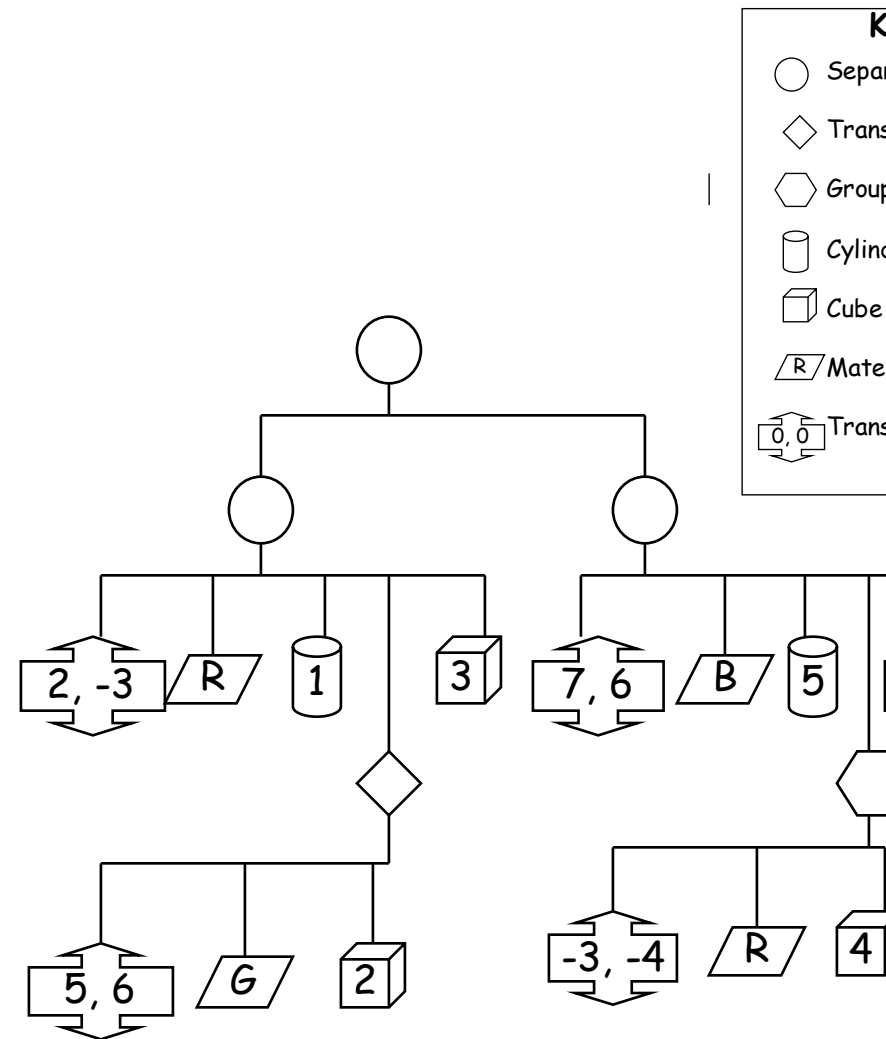 K
Separ
Trans
Group
Cylind
Cube
R Mate
0, 0 Trans
2, -3 R 1 3 7, 6 B 5
5, 6 G 2 -3, -4 R 4